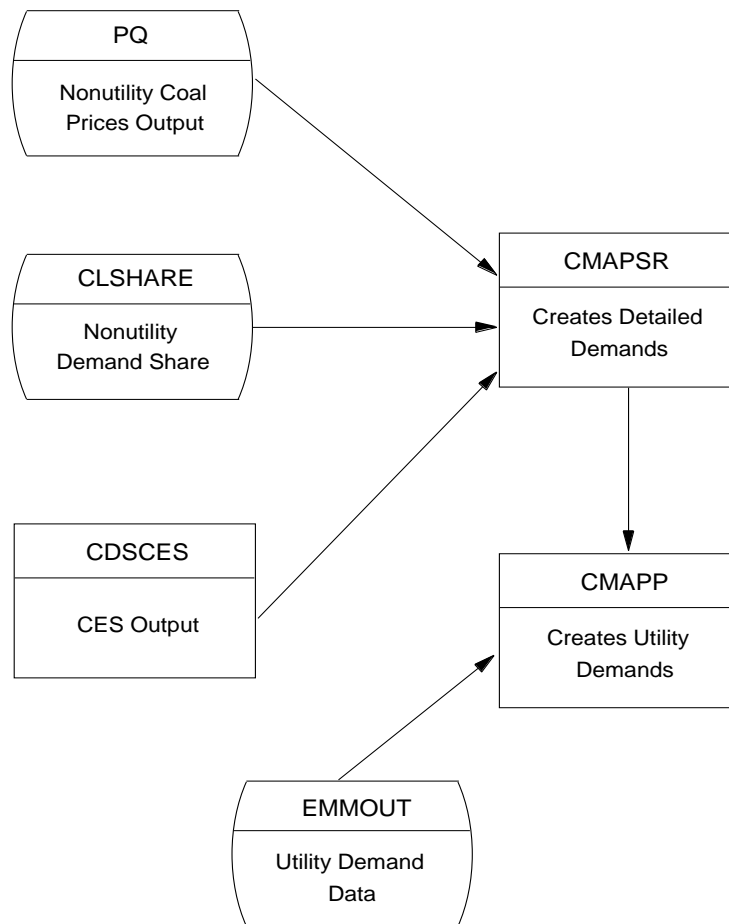 PQ
Nonutility Coal
Prices Output
CLSHARE
Nonutility
Demand Share
CMAPSR
Creates Detailed
Demands
CDSCES
CES Output
CMAPP
Creates Utility
Demands
EMMOUT
Utility Demand
Data